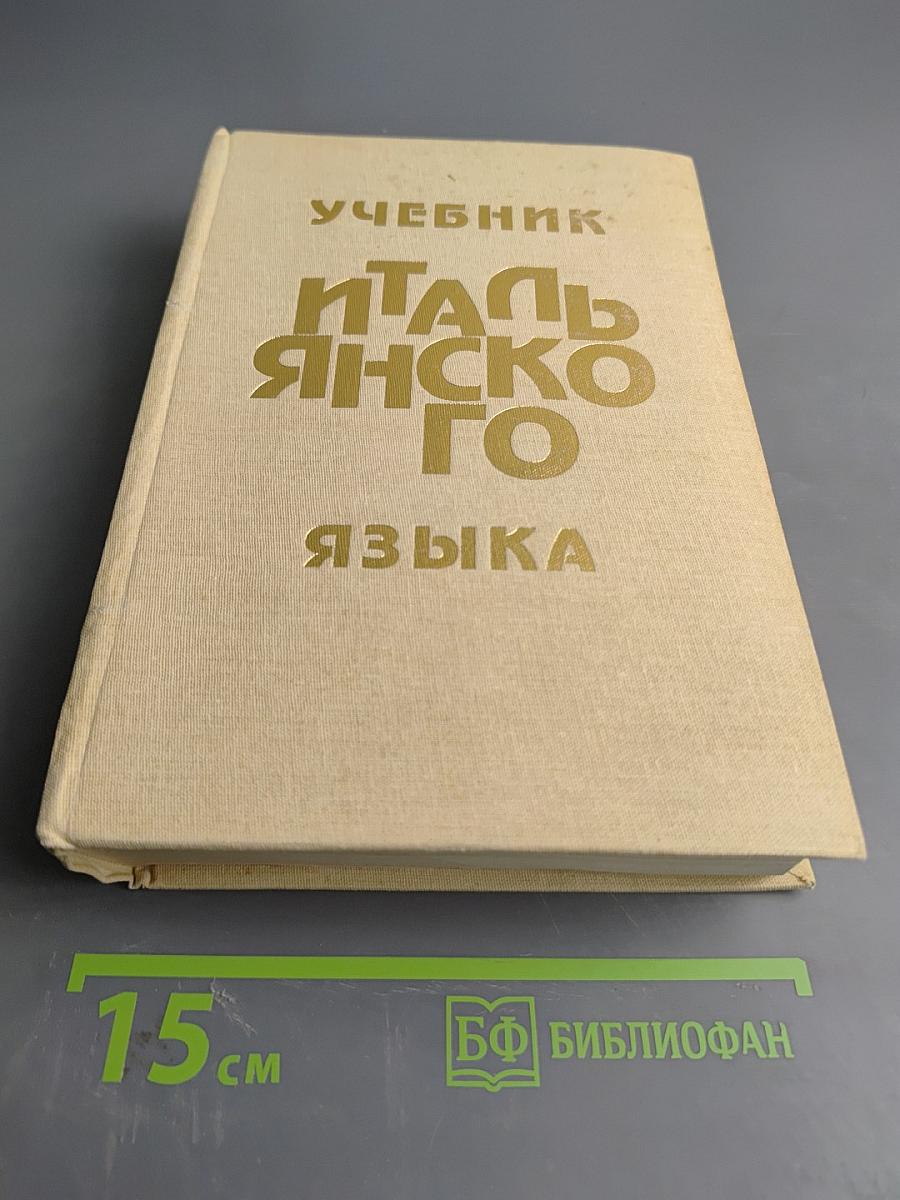 УЧЕБНИК
ИТАЛЬ
ЯНСКО
ГО
ЯЗЫКА
15 см
БФ БИБЛИОФАН